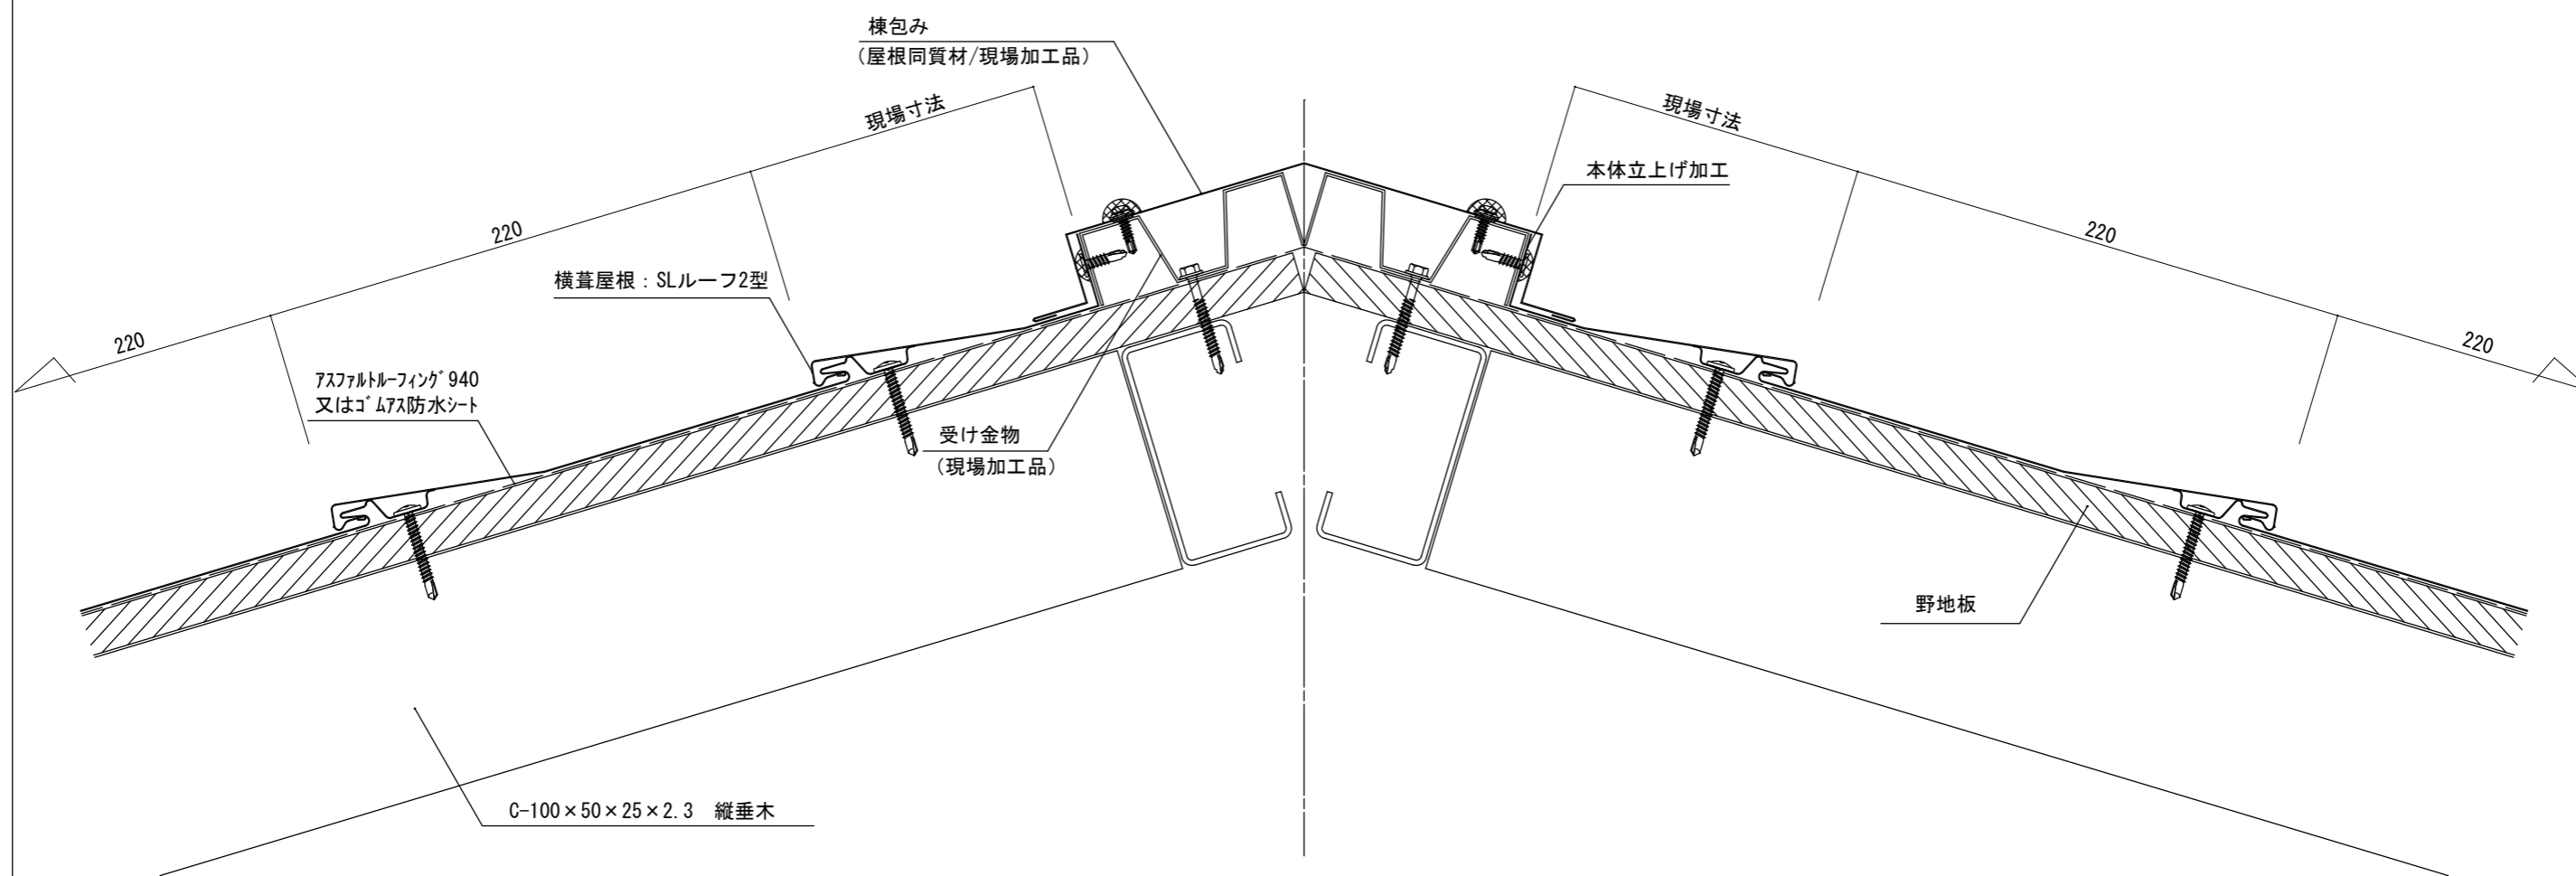 棟包み
(屋根同質材/現場加工品)
現場寸法
現場寸法
本体立上げ加工
220
220
横葺屋根：SLルーフ2型
220
220
アスファルトルーフィング940
又はゴムアス防水シート
受け金物
(現場加工品)
野地板
C-100×50×25×2.3 縦垂木